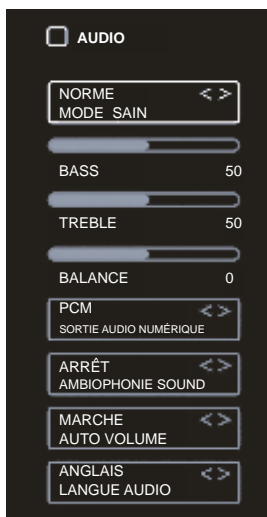 AUDIO
NORME < >
MODE SAIN
BASS 50
TREBLE 50
BALANCE 0
PCM < >
SORTIE AUDIO NUMÉRIQUE
ARRÊT < >
AMBIOPHONIE SOUND
MARCHE < >
AUTO VOLUME
ANGLAIS < >
LANGUE AUDIO